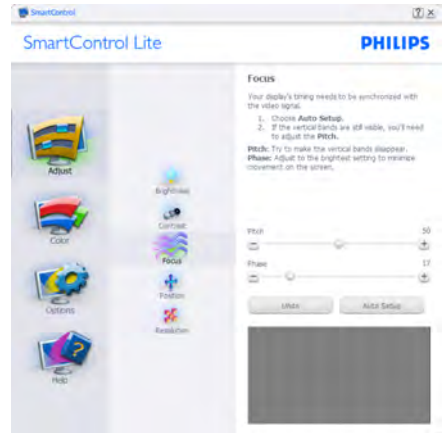 SmartControl
SmartControl Lite
PHILIPS
Adjust
Color
Options
Help
Brightness
Contrast
Focus
Position
Resolution
Focus
Your display's timing needs to be synchronized with
the video signal.
1. Choose Auto Setup.
2. If the vertical bands are still visible, you'll need
to adjust the Pitch.
Pitch: Try to make the vertical bands disappear.
Phase: Adjust to the brightest setting to minimize
movement on the screen.
Pitch 50
Phase 17
Undo Auto Setup